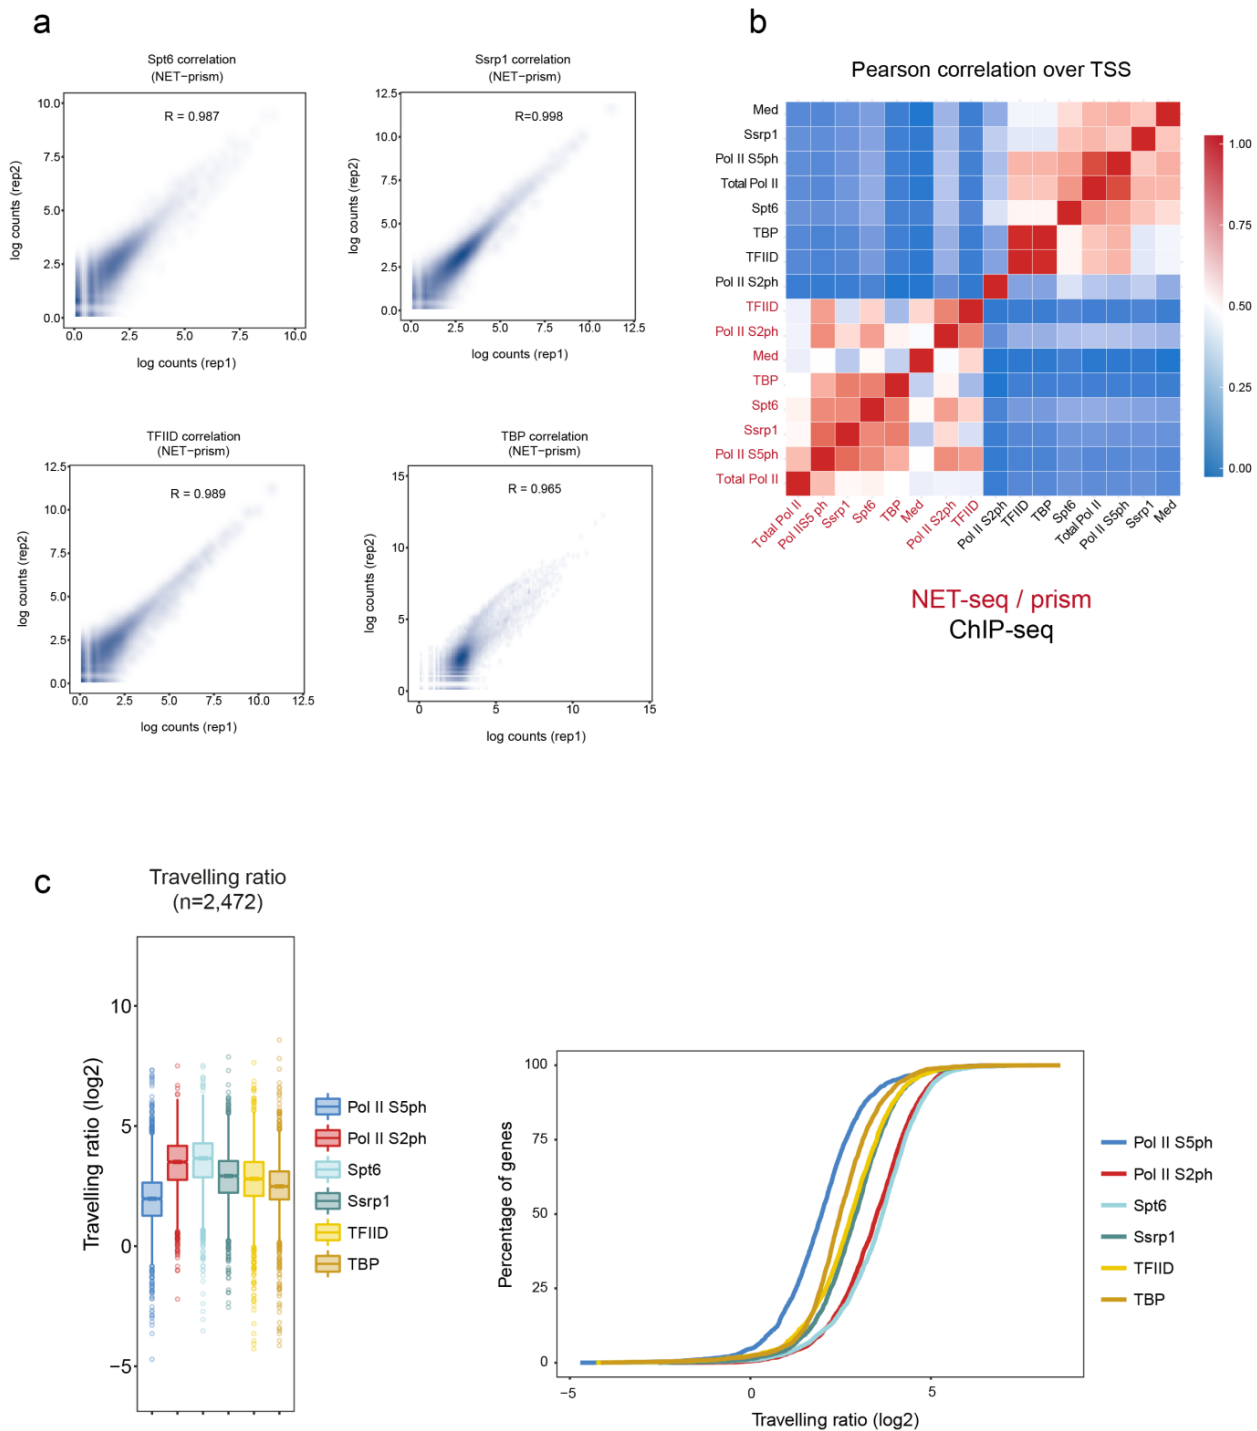 a
Spt6 correlation
(NET−prism)
R = 0.987
10.0
7.5
5.0
2.5
0.0
log counts (rep2)
0.0 2.5 5.0 7.5 10.0
log counts (rep1)
Ssrp1 correlation
(NET−prism)
R=0.998
12.5
10.0
7.5
5.0
2.5
0.0
log counts (rep2)
0.0 2.5 5.0 7.5 10.0 12.5
log counts (rep1)
TFIID correlation
(NET−prism)
R = 0.989
12.5
10.0
7.5
5.0
2.5
0.0
log counts (rep2)
0.0 2.5 5.0 7.5 10.0 12.5
log counts (rep1)
TBP correlation
(NET−prism)
R = 0.965
15
10
5
0
log counts (rep2)
0 5 10 15
log counts (rep1)
b
Pearson correlation over TSS
Med
Ssrp1
Pol II S5ph
Total Pol II
Spt6
TBP
TFIID
Pol II S2ph
TFIID
Pol II S2ph
Med
TBP
Spt6
Ssrp1
Pol II S5ph
Total Pol II
Total Pol II
Pol IIS5 ph
Ssrp1
Spt6
TBP
Med
Pol II S2ph
TFIID
Pol II S2ph
TFIID
TBP
Spt6
Total Pol II
Pol II S5ph
Ssrp1
Med
1.00
0.75
0.50
0.25
0.00
NET-seq / prism
ChIP-seq
c
Travelling ratio
(n=2,472)
Travelling ratio (log2)
10
5
0
−5
Pol II S5ph
Pol II S2ph
Spt6
Ssrp1
TFIID
TBP
Percentage of genes
100
75
50
25
0
−5 0 5
Travelling ratio (log2)
Pol II S5ph
Pol II S2ph
Spt6
Ssrp1
TFIID
TBP